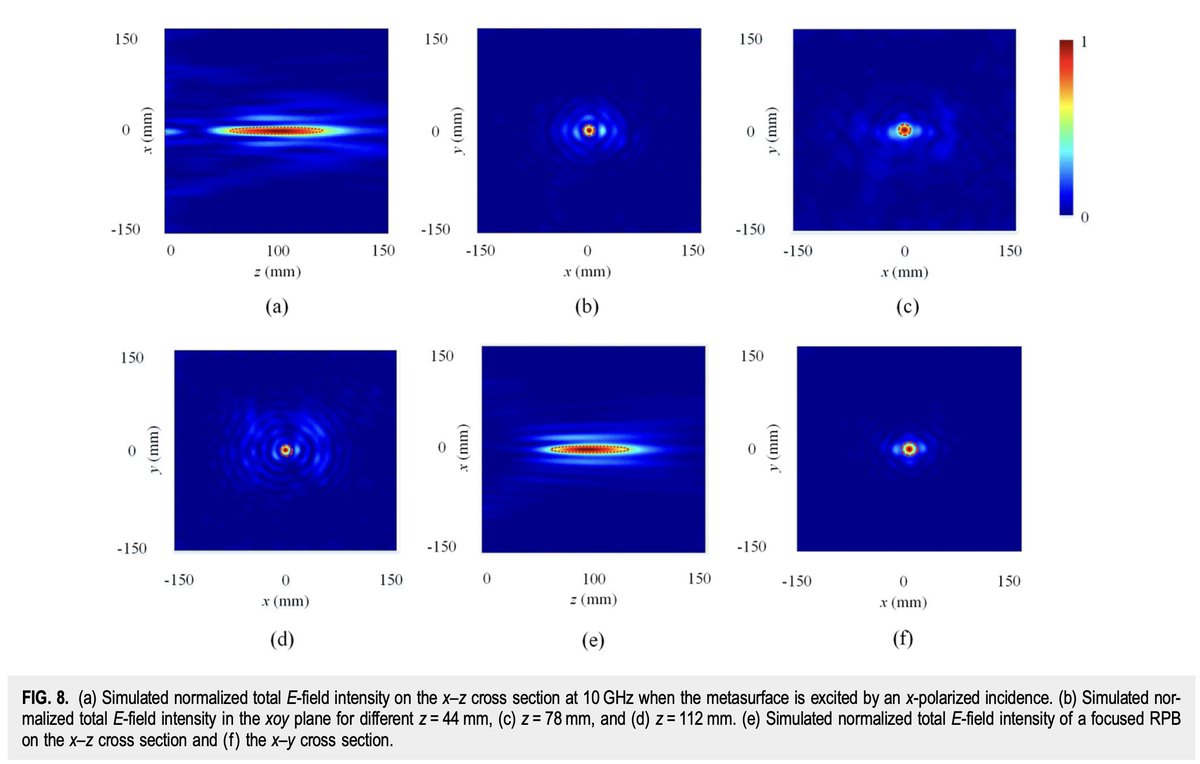 150
0
-150
x (mm)
0
100
150
z (mm)
(a)
150
0
-150
y (mm)
-150
0
150
x (mm)
(b)
150
0
-150
y (mm)
-150
0
150
x (mm)
(c)
1
0
150
0
-150
y (mm)
-150
0
150
x (mm)
(d)
150
0
-150
x (mm)
0
100
150
z (mm)
(e)
150
0
-150
y (mm)
-150
0
150
x (mm)
(f)
FIG. 8. (a) Simulated normalized total E-field intensity on the x–z cross section at 10 GHz when the metasurface is excited by an x-polarized incidence. (b) Simulated nor-
malized total E-field intensity in the xoy plane for different z = 44 mm, (c) z = 78 mm, and (d) z = 112 mm. (e) Simulated normalized total E-field intensity of a focused RPB
on the x–z cross section and (f) the x–y cross section.